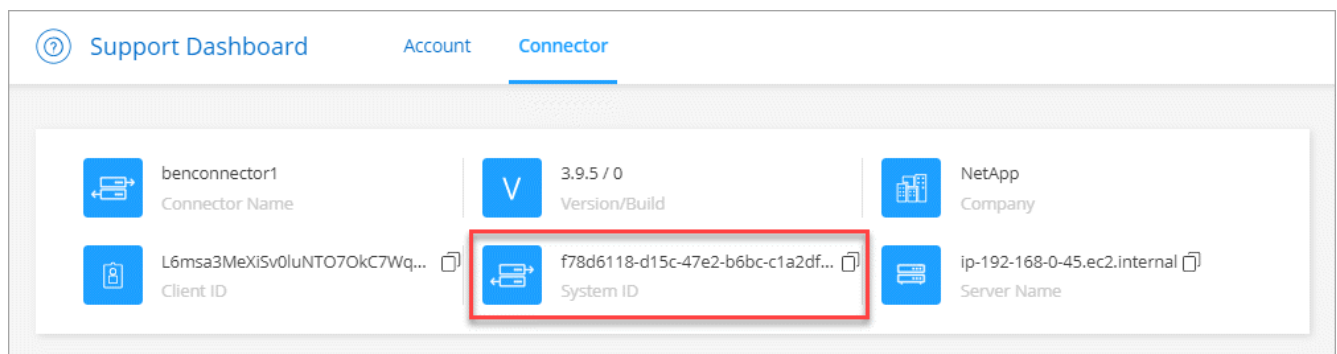 Support Dashboard Account Connector
benconnector1 3.9.5 / 0 NetApp
Connector Name V Version/Build Company
L6msa3MeXiSv0luNTO7OkC7Wq... f78d6118-d15c-47e2-b6bc-c1a2df... ip-192-168-0-45.ec2.internal
Client ID System ID Server Name